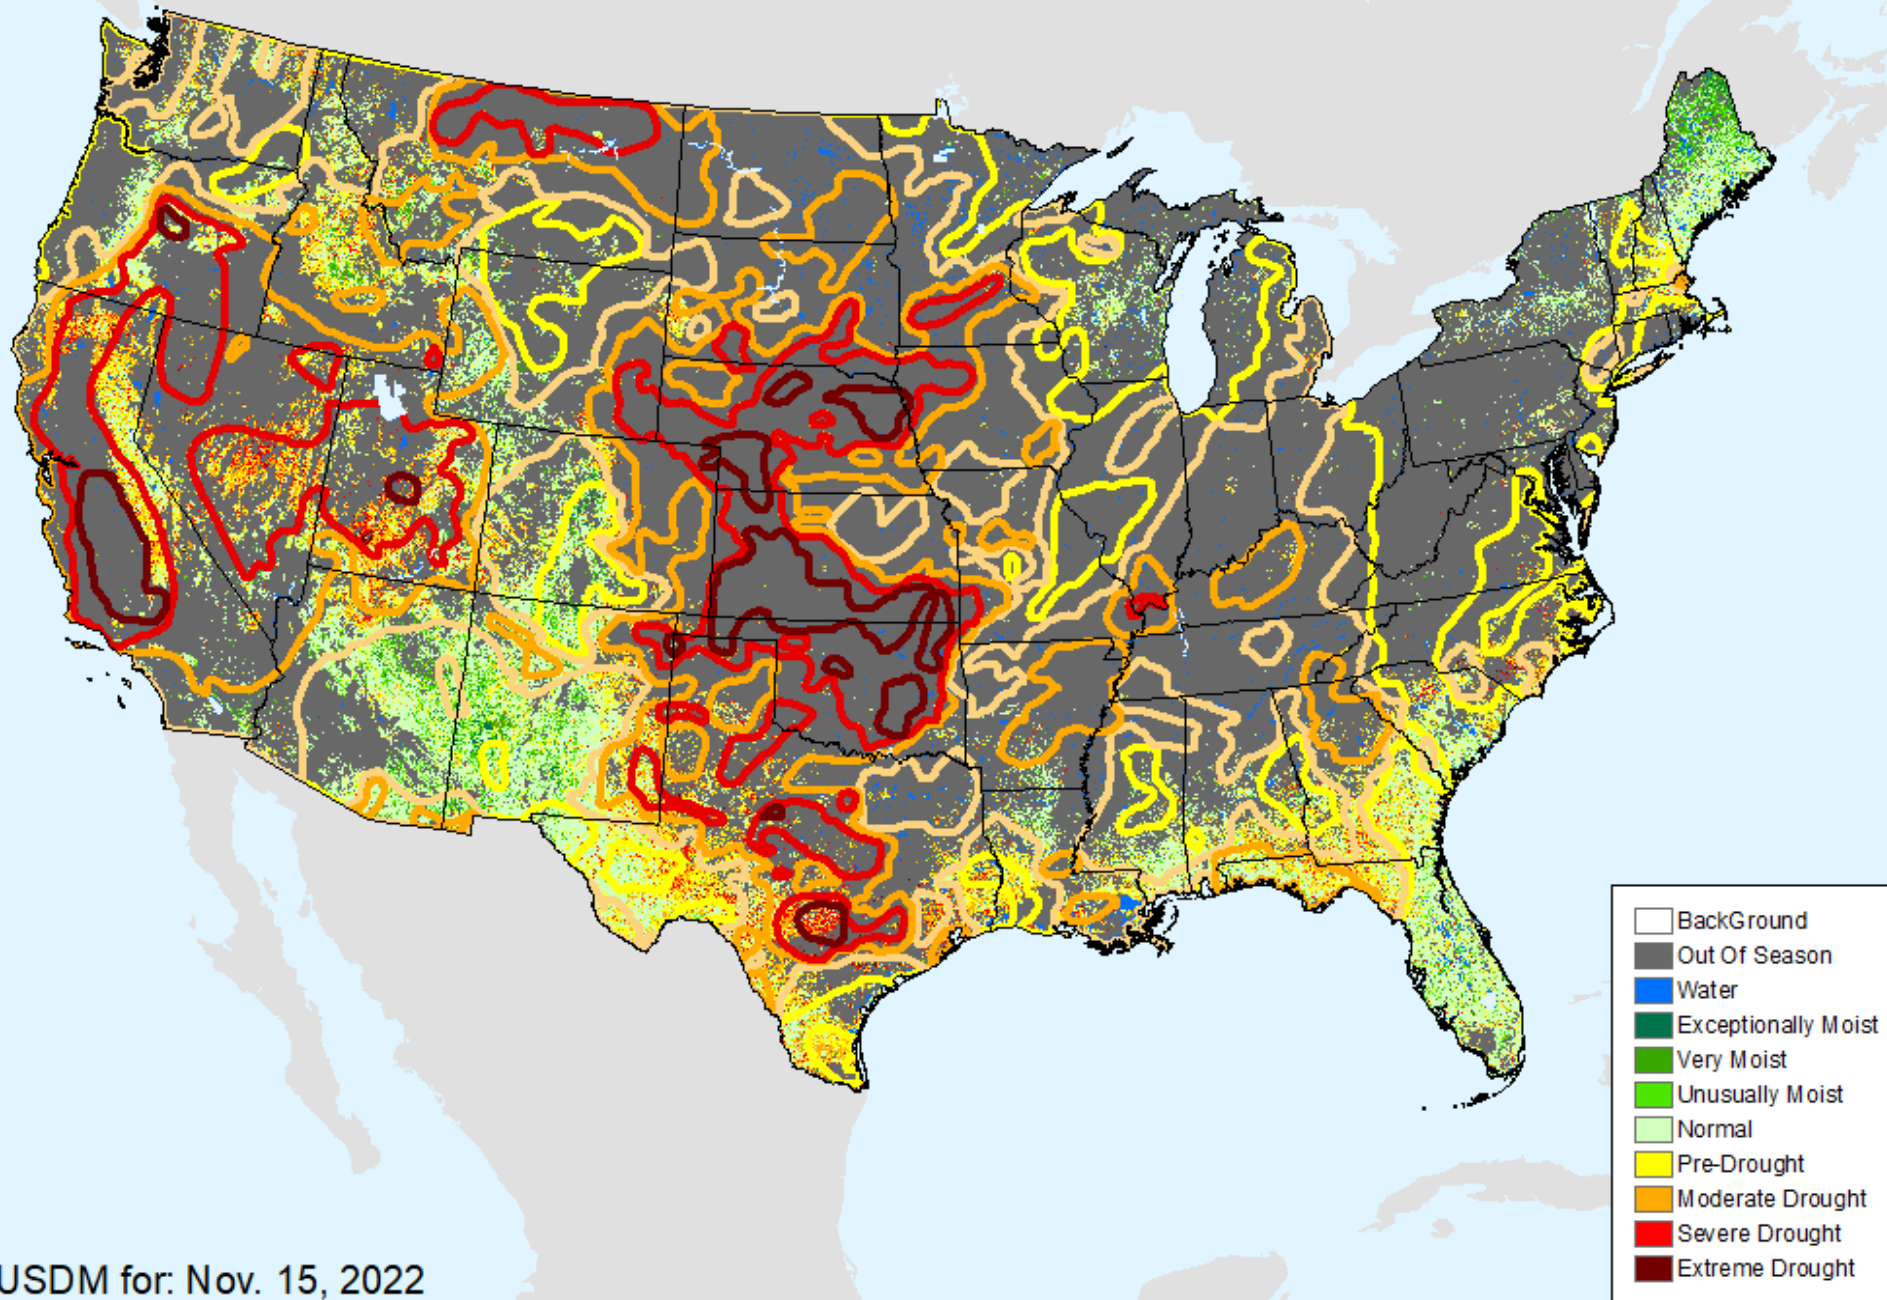 BackGround
Out Of Season
Water
Exceptionally Moist
Very Moist
Unusually Moist
Normal
Pre-Drought
Moderate Drought
Severe Drought
Extreme Drought
USDM for: Nov. 15, 2022